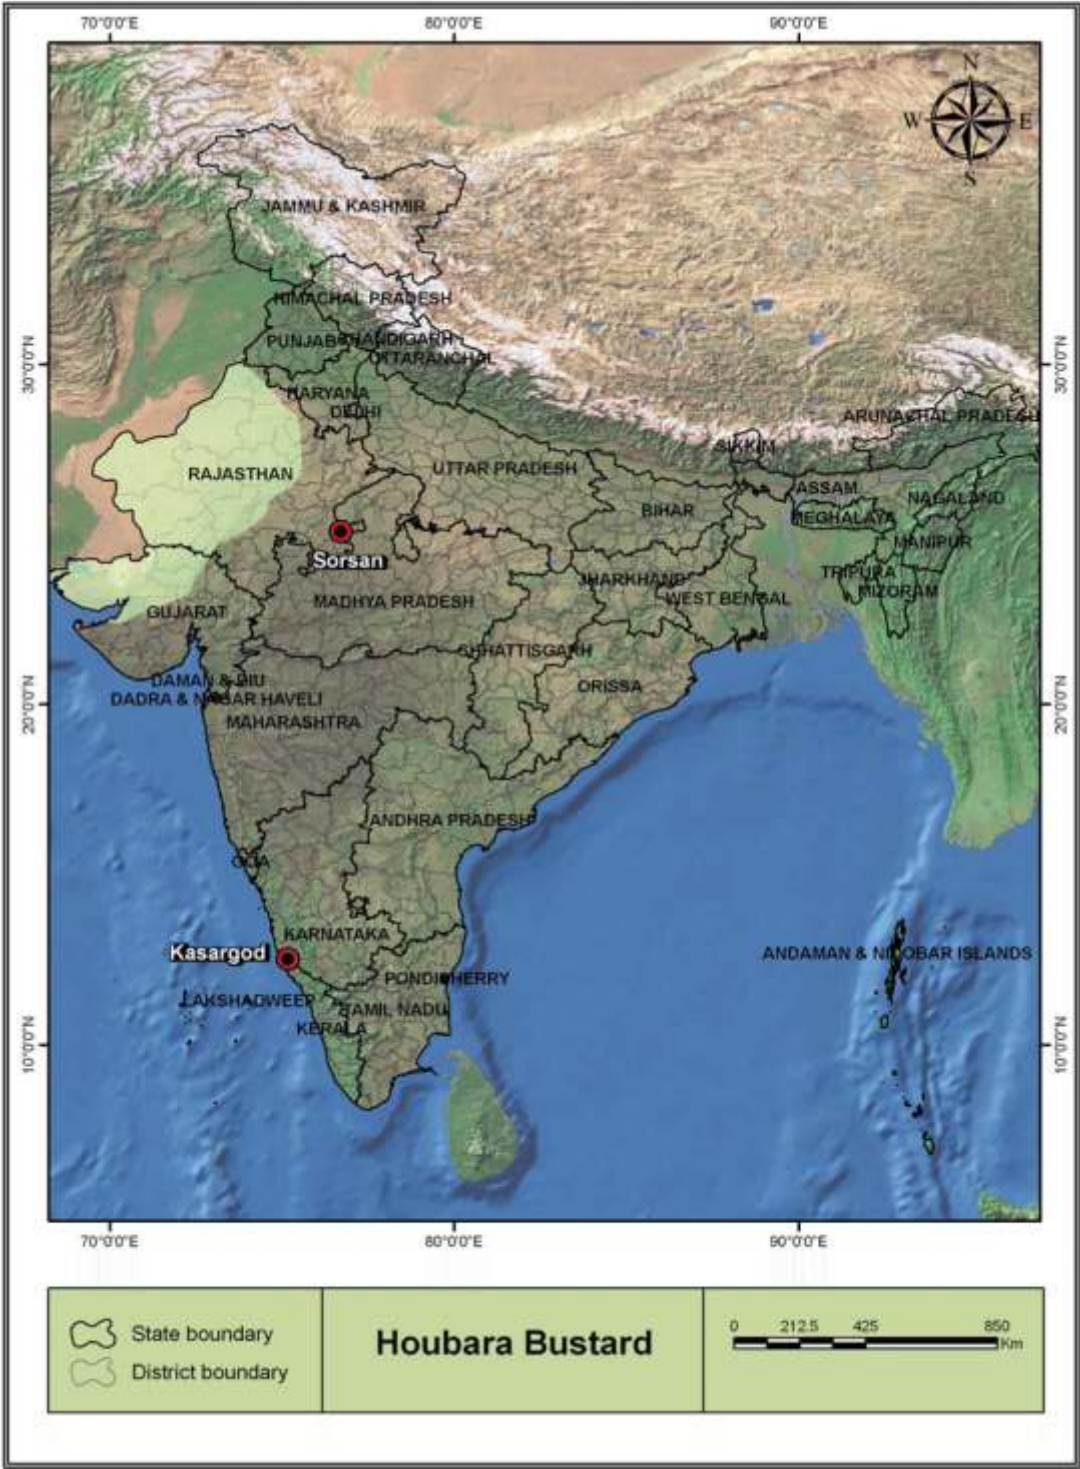 70°0'0"E 80°0'0"E 90°0'0"E
N
W E
S
JAMMU & KASHMIR
HIMACHAL PRADESH
PUNJAB CHANDIGARH
UTTARANCHAL
30°0'0"N 30°0'0"N
HARYANA
DELHI
ARUNACHAL PRADESH
SIKKIM
RAJASTHAN
UTTAR PRADESH
ASSAM
NAGALAND
BIHAR
MEGHALAYA
MANIPUR
Sorsan
TRIPURA
JHARKHAND
MIZORAM
WEST BENGAL
MADHYA PRADESH
GUJARAT
CHHATTISGARH
DAMAN & DIU
ORISSA
DADRA & NAGAR HAVELI
20°0'0"N 20°0'0"N
MAHARASHTRA
ANDHRA PRADESH
GOA
KARNATAKA
Kasargod
ANDAMAN & NICOBAR ISLANDS
PONDICHERRY
LAKSHADWEEP
TAMIL NADU
KERALA
10°0'0"N 10°0'0"N
70°0'0"E 80°0'0"E 90°0'0"E
State boundary
District boundary
Houbara Bustard
0 212.5 425 850
Km